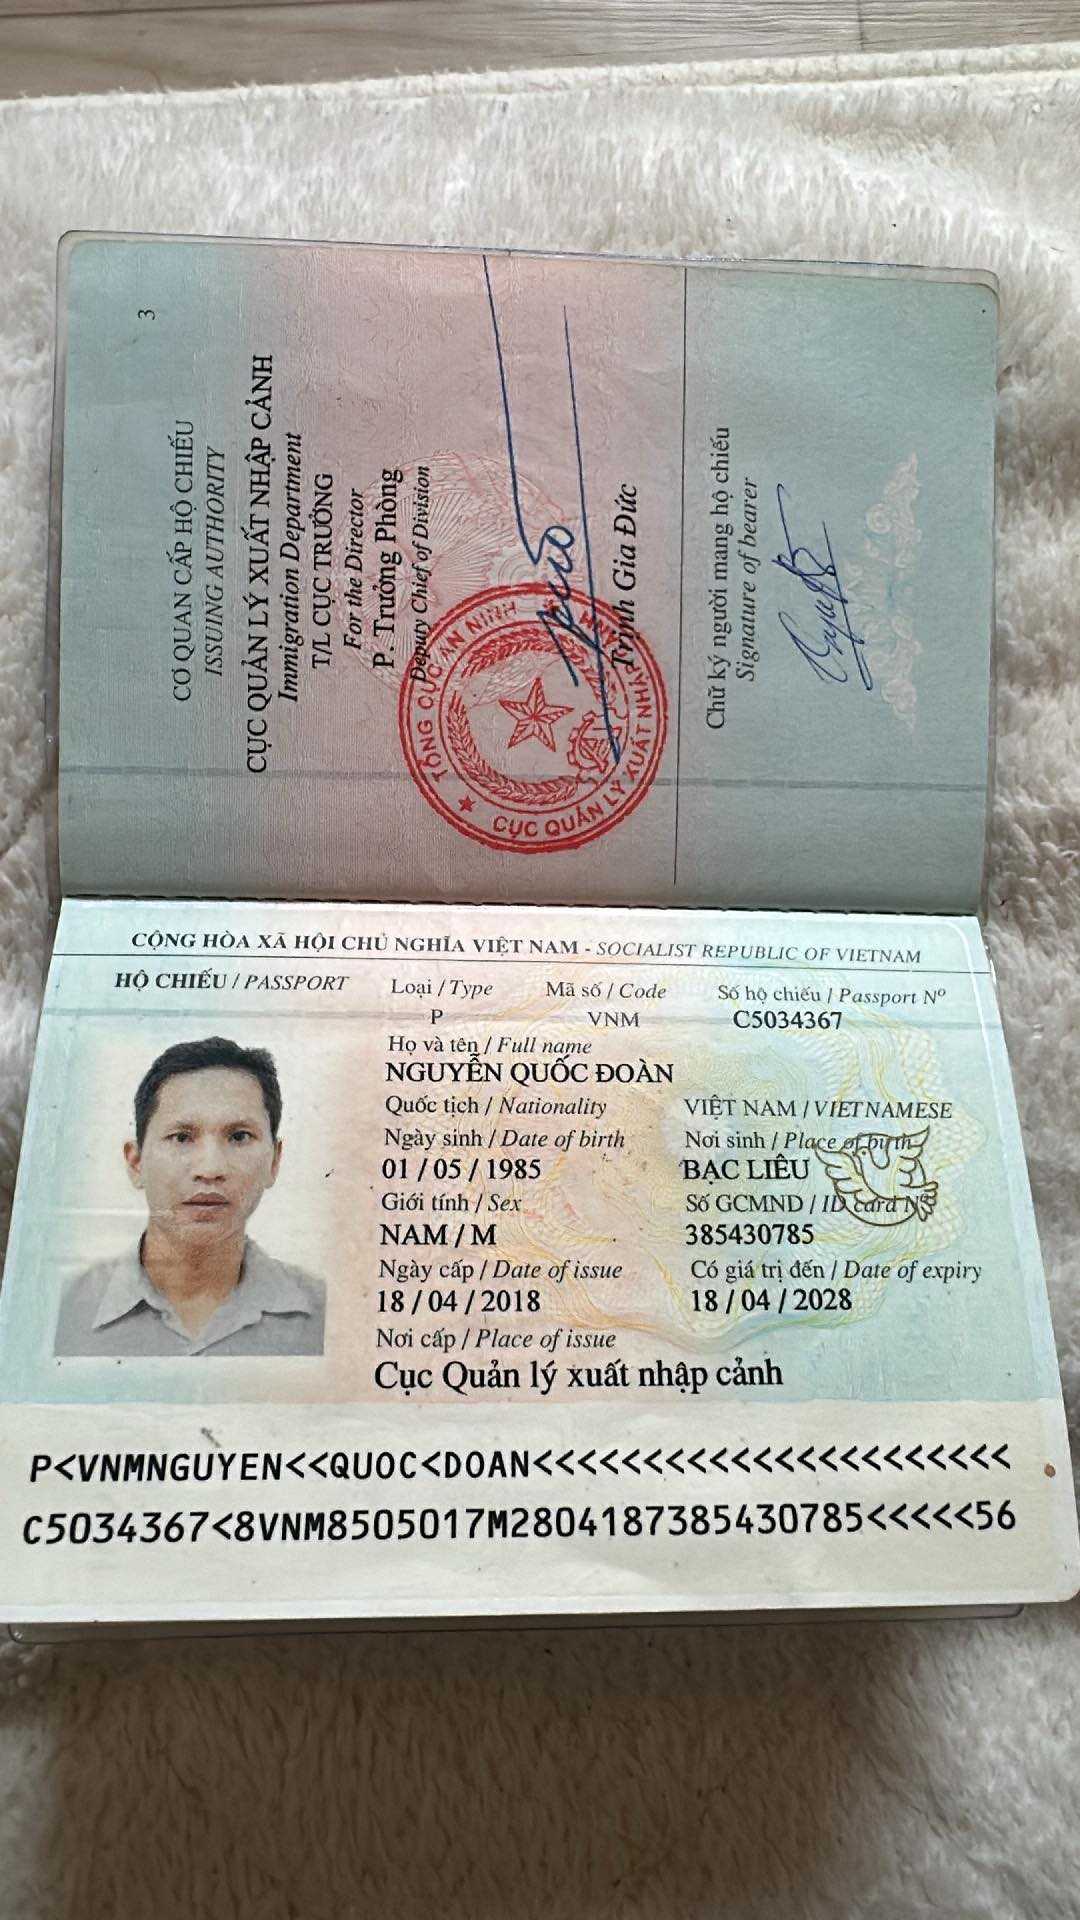 3
CƠ QUAN CẤP HỘ CHIẾU
ISSUING AUTHORITY
CỤC QUẢN LÝ XUẤT NHẬP CẢNH
Immigration Department
T/L CỤC TRƯỞNG
For the Director
P. Trưởng Phòng
Deputy Chief of Division
TỔNG CỤC AN NINH
CỤC QUẢN LÝ XUẤT NHẬP CẢNH
Trịnh Gia Đức
Chữ ký người mang hộ chiếu
Signature of bearer
CỘNG HÒA XÃ HỘI CHỦ NGHĨA VIỆT NAM - SOCIALIST REPUBLIC OF VIETNAM
HỘ CHIẾU / PASSPORT Loại / Type Mã số / Code Số hộ chiếu / Passport Nº
P VNM C5034367
Họ và tên / Full name
NGUYỄN QUỐC ĐOÀN
Quốc tịch / Nationality VIỆT NAM / VIETNAMESE
Ngày sinh / Date of birth Nơi sinh / Place of birth
01 / 05 / 1985 BẠC LIÊU
Giới tính / Sex Số GCMND / ID card Nº
NAM / M 385430785
Ngày cấp / Date of issue Có giá trị đến / Date of expiry
18 / 04 / 2018 18 / 04 / 2028
Nơi cấp / Place of issue
Cục Quản lý xuất nhập cảnh
P<VNMNGUYEN<<QUOC<DOAN<<<<<<<<<<<<<<<<<<<<<<
C5034367<8VNM8505017M2804187385430785<<<<<56